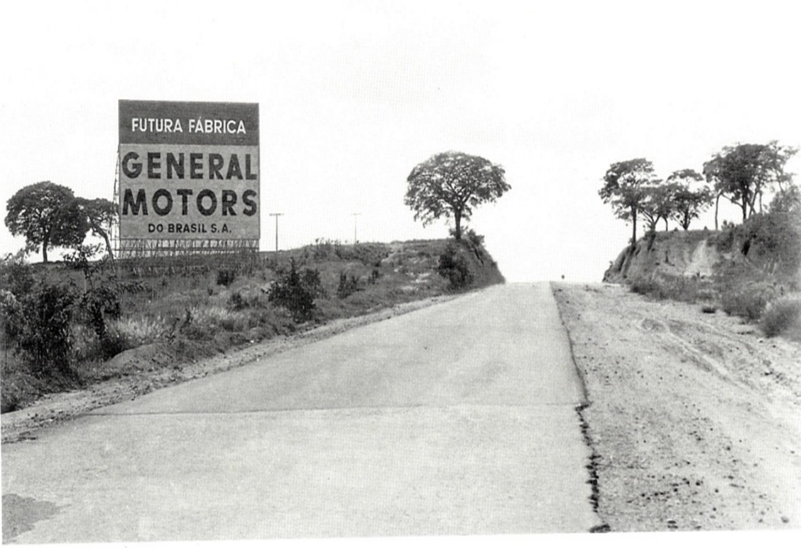 FUTURA FÁBRICA
GENERAL
MOTORS
DO BRASIL S.A.